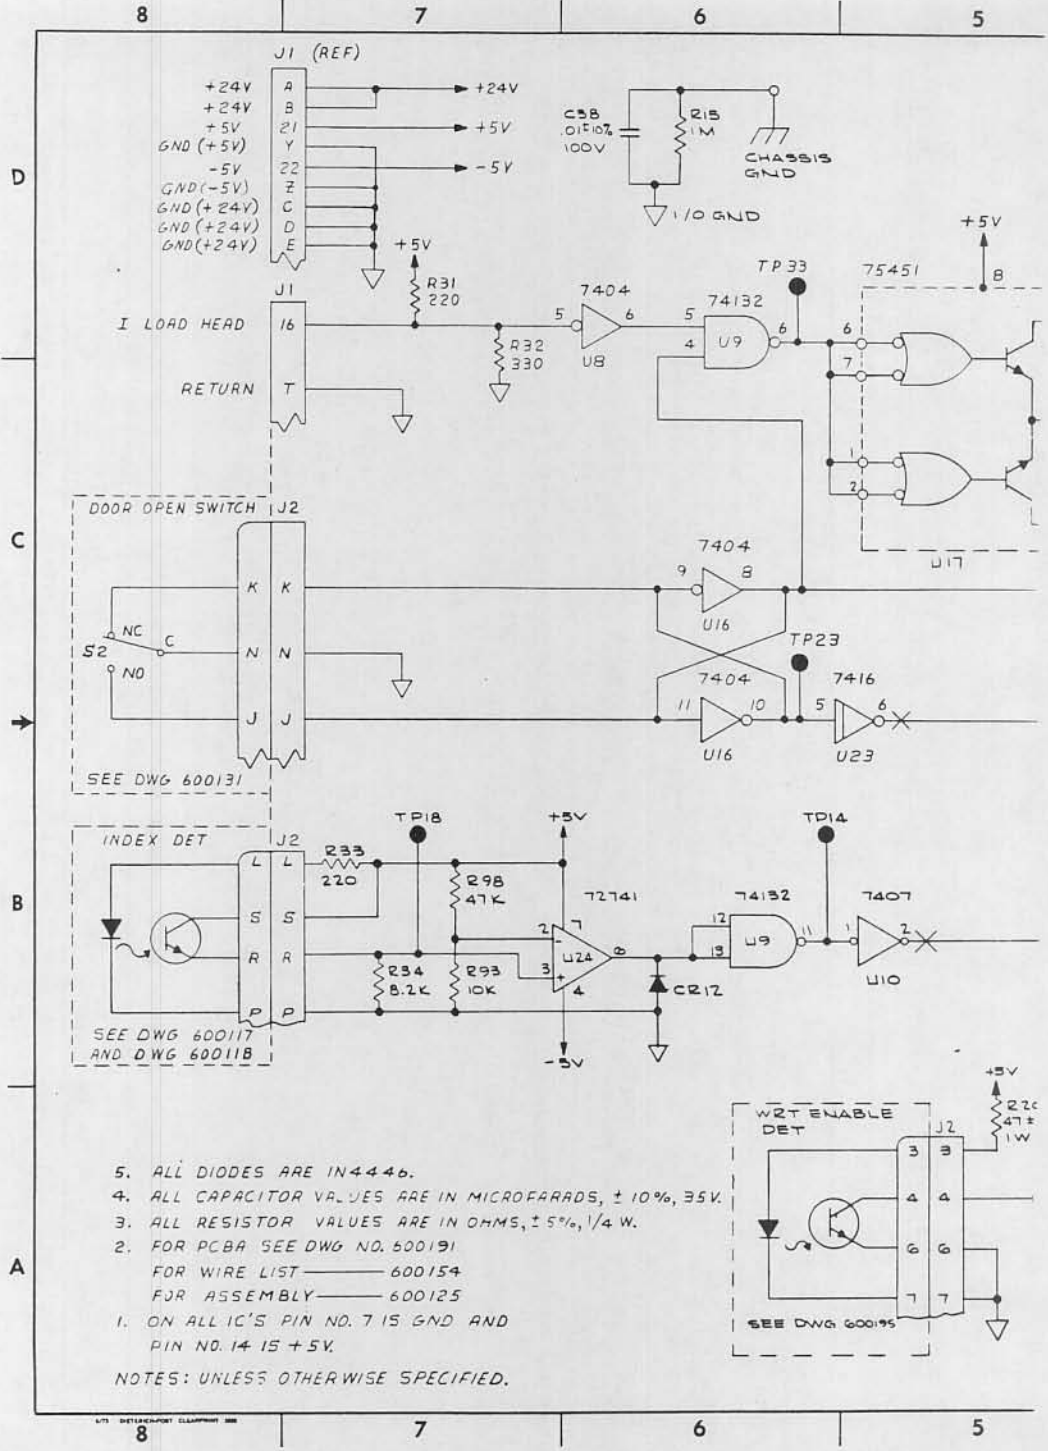 8 7 6 5
J1 (REF)
+24V A +24V
+24V B
+5V 21 +5V
GND (+5V) Y
-5V 22 -5V
GND (-5V) Z
GND (+24V) C
GND (+24V) D
GND (+24V) E
C38
.01±10%
100V
R15
1M
CHASSIS
GND
I/O GND
D
+5V
R31
220
J1
I LOAD HEAD 16
R32
330
RETURN T
7404
5 6
U8
74132
5
4
U9
6
TP33
+5V
75451
8
6
7
1
2
U17
C
DOOR OPEN SWITCH J2
K K
NC
S2 C
NO
N N
J J
SEE DWG 600131
7404
9 8
U16
TP23
7404
11 10
U16
7416
5 6
U23
B
INDEX DET J2
L L
S S
R R
P P
SEE DWG 600117
AND DWG 600118
R33
220
TP18
R34
8.2K
R98
47K
R93
10K
+5V
72741
7
2 -
3 +
U24
6
4
-5V
CR12
74132
12
13
U9
11
TP14
7407
1 2
U10
A
WRT ENABLE
DET
J2
3 3
4 4
6 6
7 7
SEE DWG 600195
+5V
47±
1W
5. ALL DIODES ARE IN4446.
4. ALL CAPACITOR VALUES ARE IN MICROFARADS, ± 10%, 35V.
3. ALL RESISTOR VALUES ARE IN OHMS, ± 5%, 1/4 W.
2. FOR PCBA SEE DWG NO. 600191
FOR WIRE LIST 600154
FOR ASSEMBLY 600125
1. ON ALL IC'S PIN NO. 7 IS GND AND
PIN NO. 14 IS +5V.
NOTES: UNLESS OTHERWISE SPECIFIED.
DIETERICH-POST CLEARPRINT
8 7 6 5